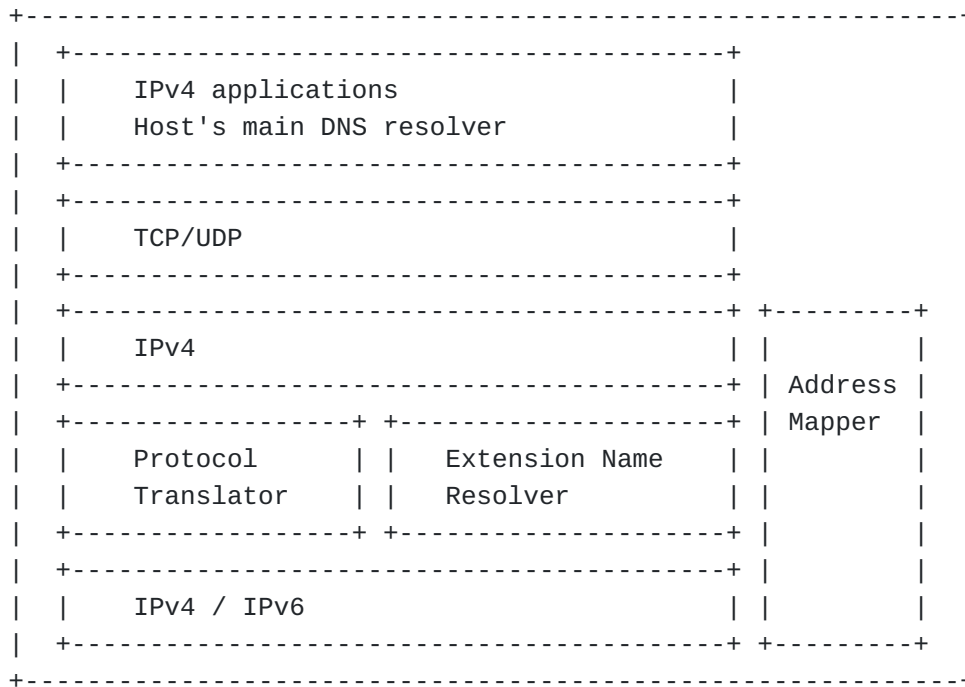 IPv4 applications
Host's main DNS resolver
TCP/UDP
IPv4
Address
Mapper
Protocol
Translator
Extension Name
Resolver
IPv4 / IPv6